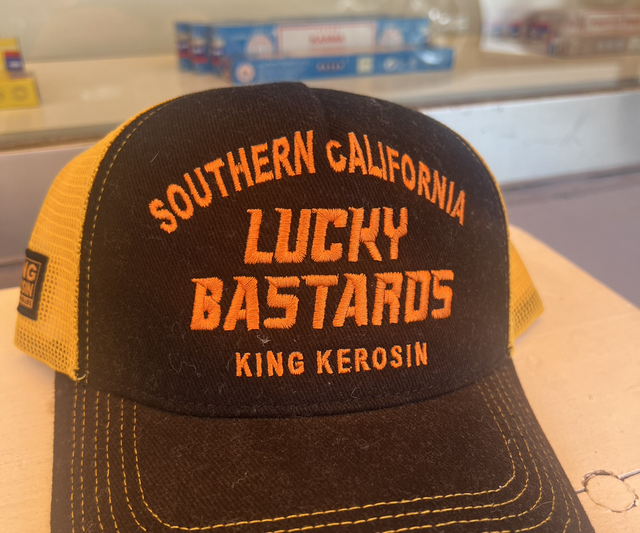 SOUTHERN CALIFORNIA
LUCKY
BASTARDS
KING KEROSIN